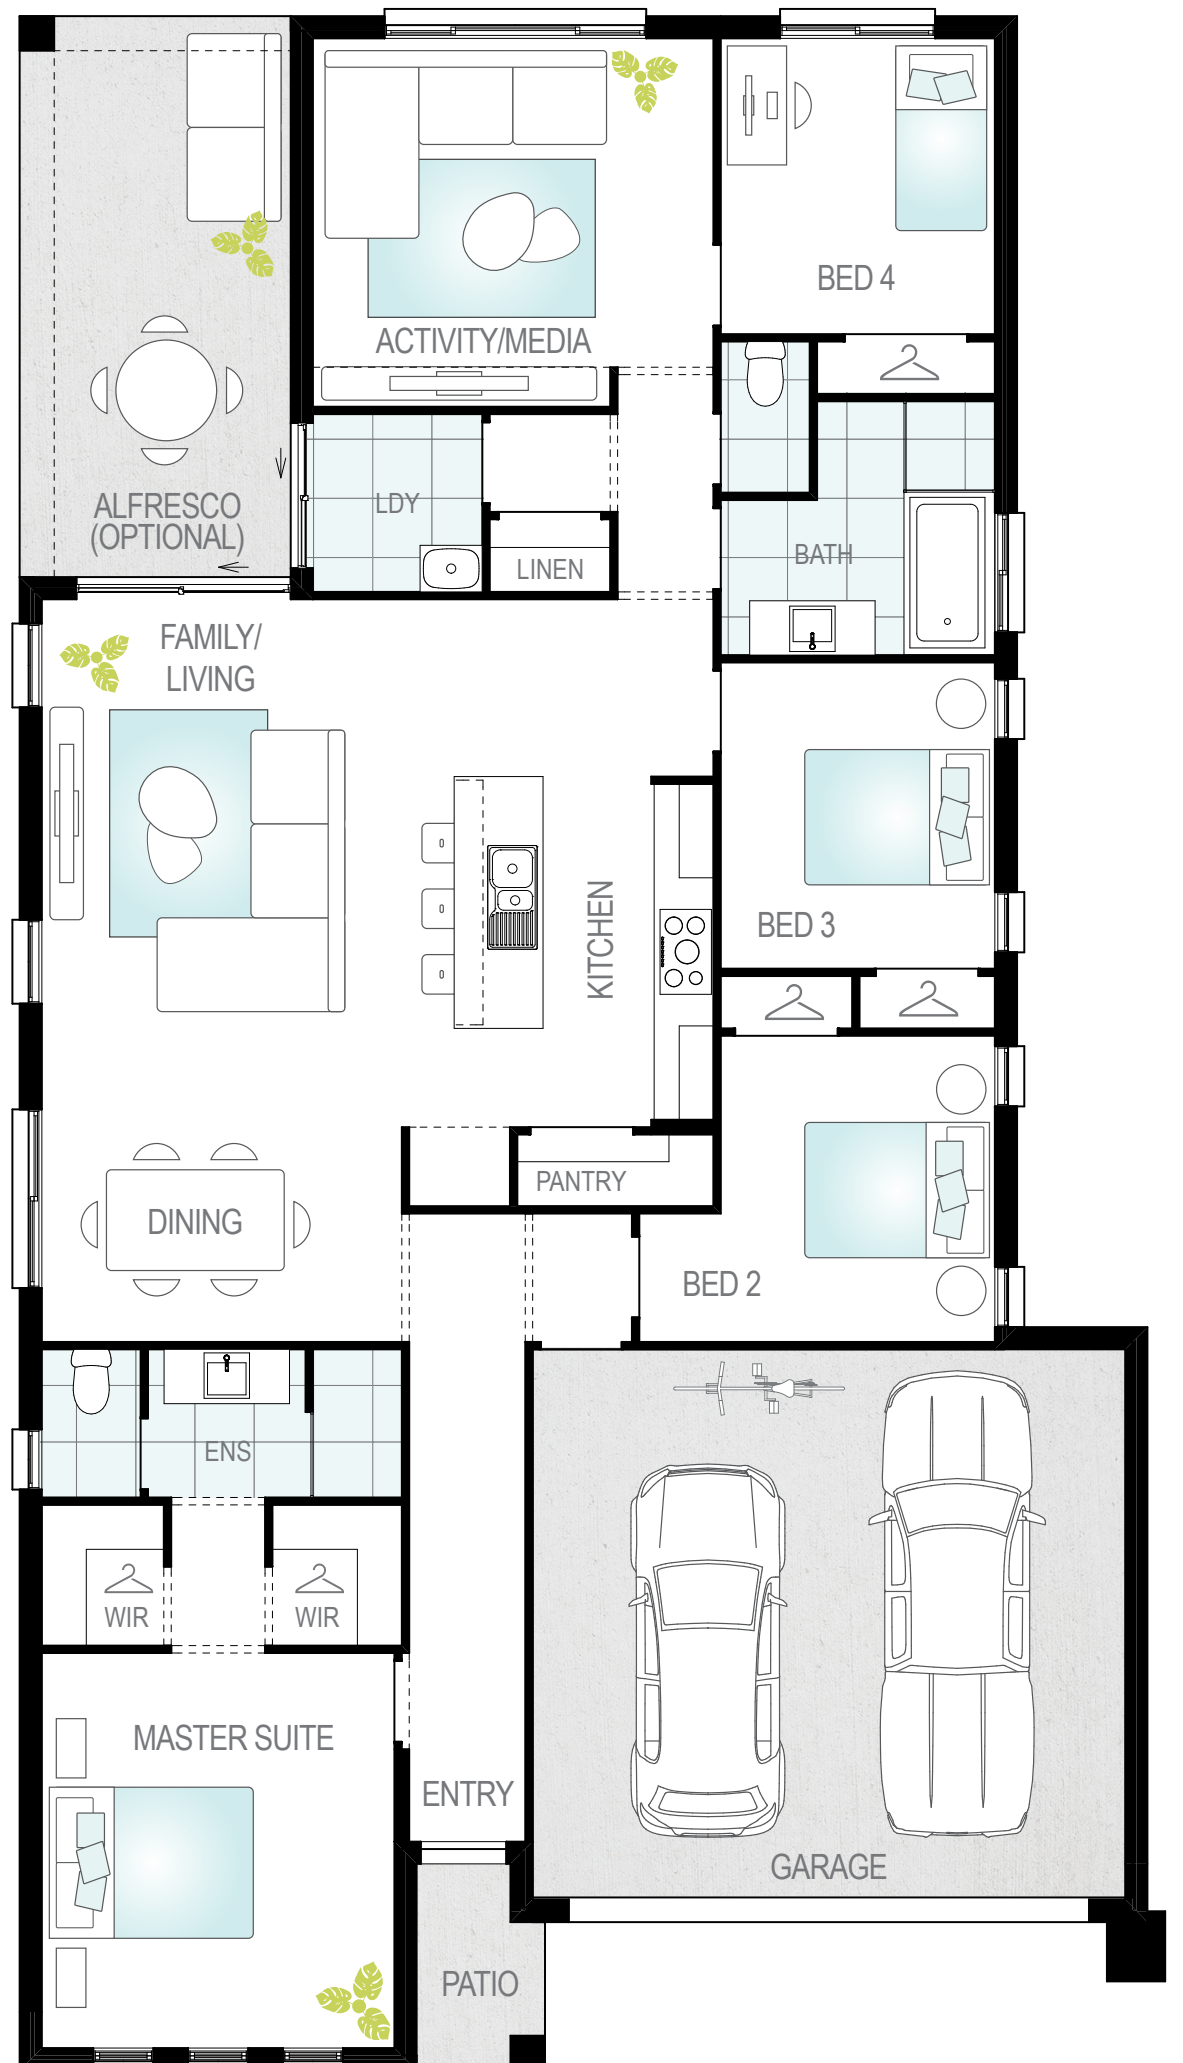 BED 4
ACTIVITY/MEDIA
ALFRESCO
(OPTIONAL)
LDY
LINEN
BATH
FAMILY/
LIVING
KITCHEN
BED 3
PANTRY
DINING
BED 2
ENS
WIR
WIR
MASTER SUITE
ENTRY
GARAGE
PATIO